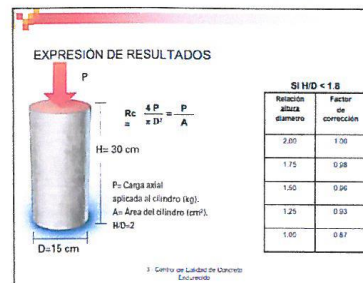 EXPRESIÓN DE RESULTADOS
P
Rc = 4 P / π D² = P / A
H= 30 cm
P= Carga axial
aplicada al cilindro (kg).
A= Área del cilindro (cm²).
H/D=2
D=15 cm
SI H/D < 1.8
Relación altura diametro
Factor de corrección
2.00 1.00
1.75 0.98
1.50 0.96
1.25 0.93
1.00 0.87
3 - Control de Calidad de Concreto
Endurecido